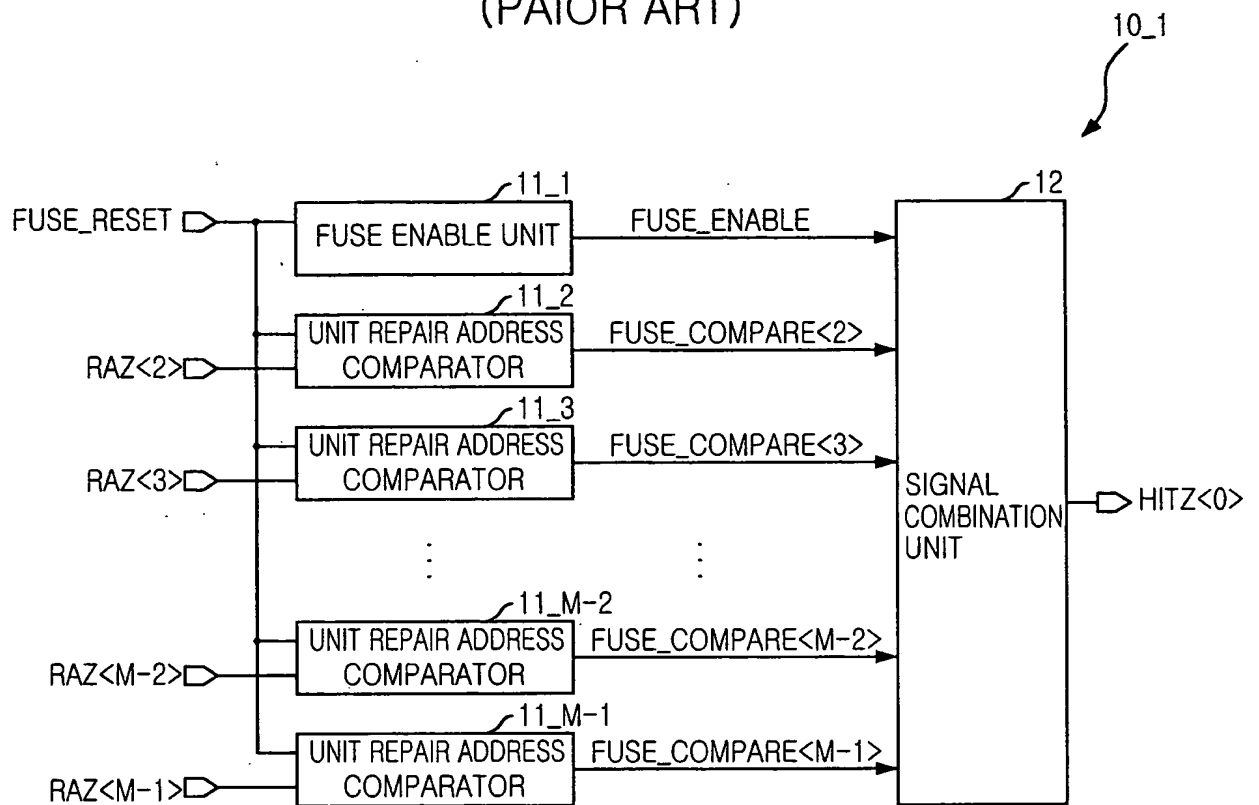 (PAIOR ART)
10_1
11_1
12
FUSE_RESET
FUSE ENABLE UNIT
FUSE_ENABLE
11_2
UNIT REPAIR ADDRESS
COMPARATOR
FUSE_COMPARE<2>
RAZ<2>
11_3
UNIT REPAIR ADDRESS
COMPARATOR
FUSE_COMPARE<3>
RAZ<3>
SIGNAL
COMBINATION
UNIT
HITZ<0>
11_M-2
UNIT REPAIR ADDRESS
COMPARATOR
FUSE_COMPARE<M-2>
RAZ<M-2>
11_M-1
UNIT REPAIR ADDRESS
COMPARATOR
FUSE_COMPARE<M-1>
RAZ<M-1>